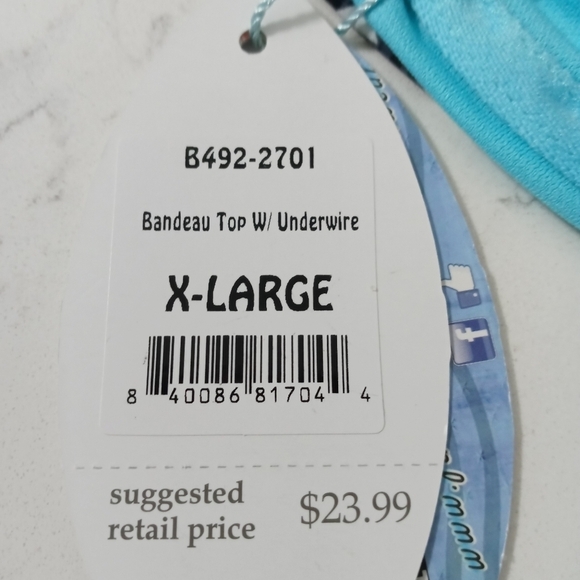 B492-2701
Bandeau Top W/ Underwire
X-LARGE
8 40086 81704 4
suggested
retail price $23.99